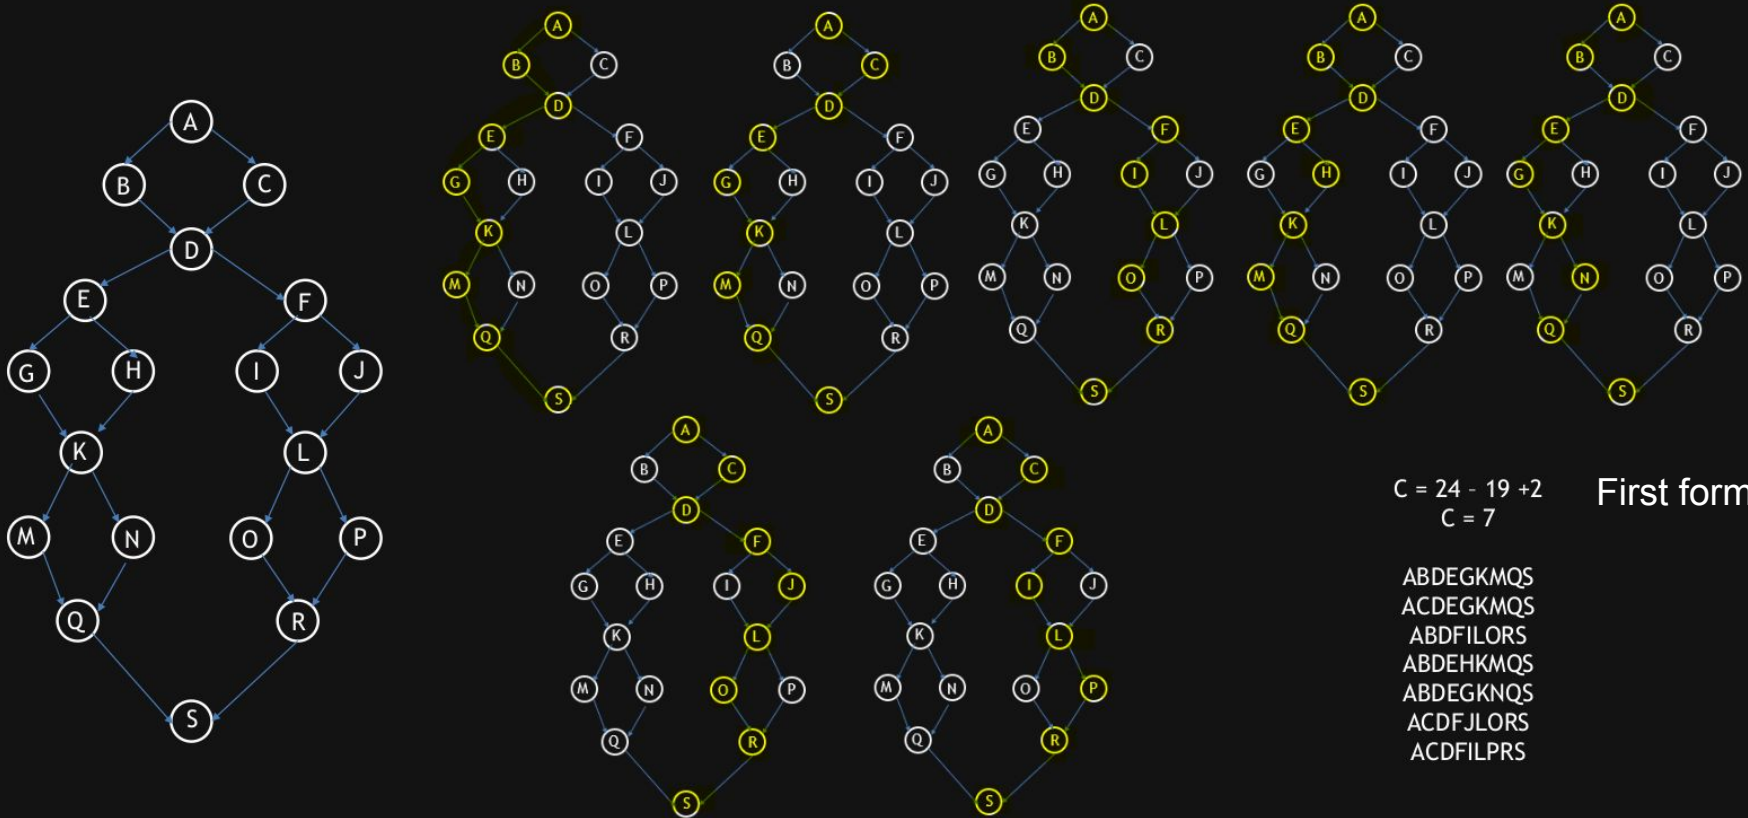 A
B C
D
E F
G H I J
K L
M N O P
Q R
S
A
B C
D
E F
G H I J
K L
M N O P
Q R
S
A
B C
D
E F
G H I J
K L
M N O P
Q R
S
A
B C
D
E F
G H I J
K L
M N O P
Q R
S
A
B C
D
E F
G H I J
K L
M N O P
Q R
S
A
B C
D
E F
G H I J
K L
M N O P
Q R
S
A
B C
D
E F
G H I J
K L
M N O P
Q R
S
A
B C
D
E F
G H I J
K L
M N O P
Q R
S
C = 24 - 19 +2
C = 7
First form
ABDEGKMQS
ACDEGKMQS
ABDFILORS
ABDEHKMQS
ABDEGKNQS
ACDFJLORS
ACDFILPRS